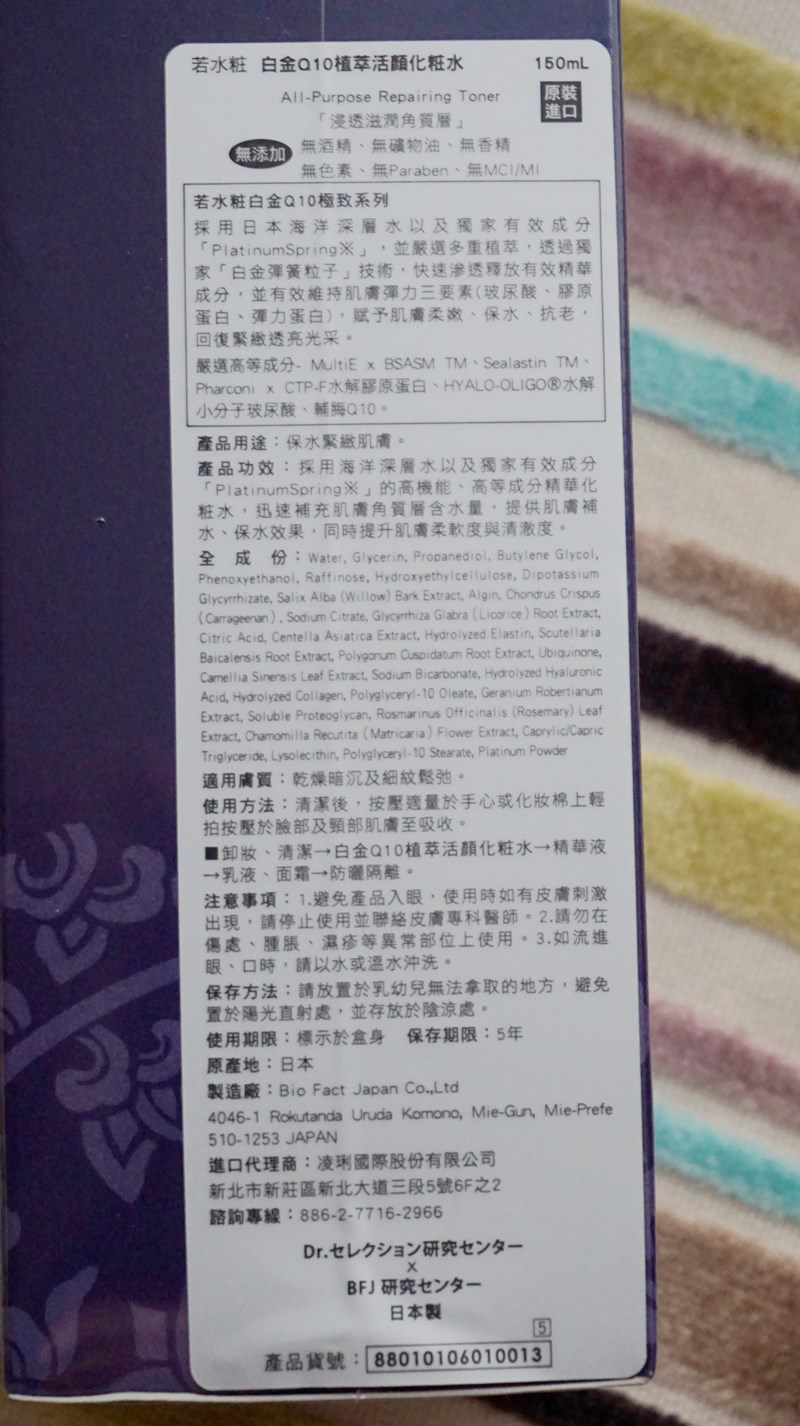 若水粧 白金Q10植萃活顏化粧水 150mL
All-Purpose Repairing Toner
原裝
進口
「浸透滋潤角質層」
無添加
無酒精、無礦物油、無香精
無色素、無Paraben、無MCI/MI
若水粧白金Q10極致系列
採用日本海洋深層水以及獨家有效成分
「PlatinumSpring※」，並嚴選多重植萃，透過獨
家「白金彈簧粒子」技術，快速滲透釋放有效精華
成分，並有效維持肌膚彈力三要素(玻尿酸、膠原
蛋白、彈力蛋白)，賦予肌膚柔嫩、保水、抗老，
回復緊緻透亮光采。
嚴選高等成分- MultiE x BSASM TM、Sealastin TM、
Pharconi x CTP-F水解膠原蛋白、HYALO-OLIGO®水解
小分子玻尿酸、輔酶Q10。
產品用途：保水緊緻肌膚。
產品功效：採用海洋深層水以及獨家有效成分
「PlatinumSpring※」的高機能、高等成分精華化
粧水，迅速補充肌膚角質層含水量，提供肌膚補
水、保水效果，同時提升肌膚柔軟度與清澈度。
全成份：Water, Glycerin, Propanediol, Butylene Glycol,
Phenoxyethanol, Raffinose, Hydroxyethylcellulose, Dipotassium
Glycyrrhizate, Salix Alba (Willow) Bark Extract, Algin, Chondrus Crispus
(Carrageenan), Sodium Citrate, Glycyrrhiza Glabra (Licorice) Root Extract,
Citric Acid, Centella Asiatica Extract, Hydrolyzed Elastin, Scutellaria
Baicalensis Root Extract, Polygonum Cuspidatum Root Extract, Ubiquinone,
Camellia Sinensis Leaf Extract, Sodium Bicarbonate, Hydrolyzed Hyaluronic
Acid, Hydrolyzed Collagen, Polyglyceryl-10 Oleate, Geranium Robertianum
Extract, Soluble Proteoglycan, Rosmarinus Officinalis (Rosemary) Leaf
Extract, Chamomilla Recutita (Matricaria) Flower Extract, Caprylic/Capric
Triglyceride, Lysolecithin, Polyglyceryl-10 Stearate, Platinum Powder
適用膚質：乾燥暗沉及細紋鬆弛。
使用方法：清潔後，按壓適量於手心或化妝棉上輕
拍按壓於臉部及頸部肌膚至吸收。
■卸妝、清潔→白金Q10植萃活顏化粧水→精華液
→乳液、面霜→防曬隔離。
注意事項：1.避免產品入眼，使用時如有皮膚刺激
出現，請停止使用並聯絡皮膚專科醫師。2.請勿在
傷處、腫脹、濕疹等異常部位上使用。3.如流進
眼、口時，請以水或溫水沖洗。
保存方法：請放置於乳幼兒無法拿取的地方，避免
置於陽光直射處，並存放於陰涼處。
使用期限：標示於盒身 保存期限：5年
原產地：日本
製造廠：Bio Fact Japan Co.,Ltd
4046-1 Rokutanda Uruda Komono, Mie-Gun, Mie-Prefe
510-1253 JAPAN
進口代理商：凌琍國際股份有限公司
新北市新莊區新北大道三段5號6F之2
諮詢專線：886-2-7716-2966
Dr.セレクション研究センター
X
BFJ 研究センター
日本製
5
產品貨號：88010106010013